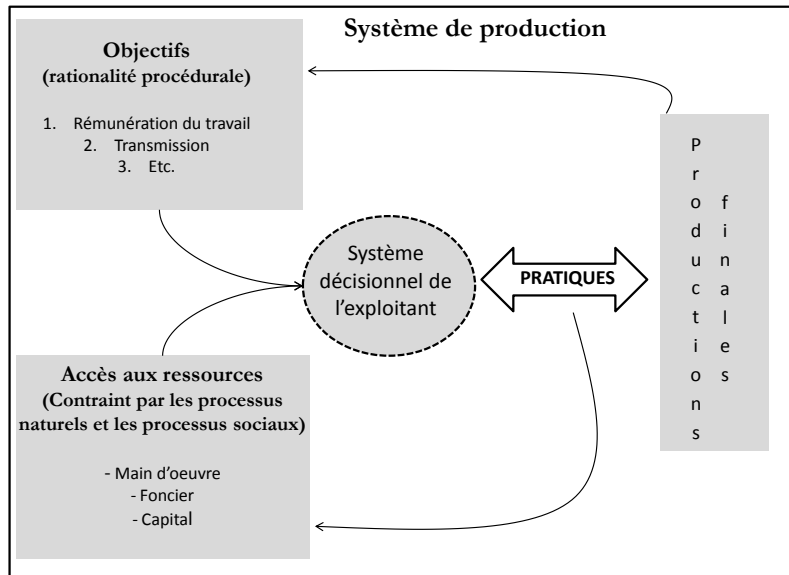 Système de production
Objectifs
(rationalité procédurale)
1. Rémunération du travail
2. Transmission
3. Etc.
Système
décisionnel de
l'exploitant
PRATIQUES
Productions
finales
Accès aux ressources
(Contraint par les processus
naturels et les processus sociaux)
- Main d'oeuvre
- Foncier
- Capital